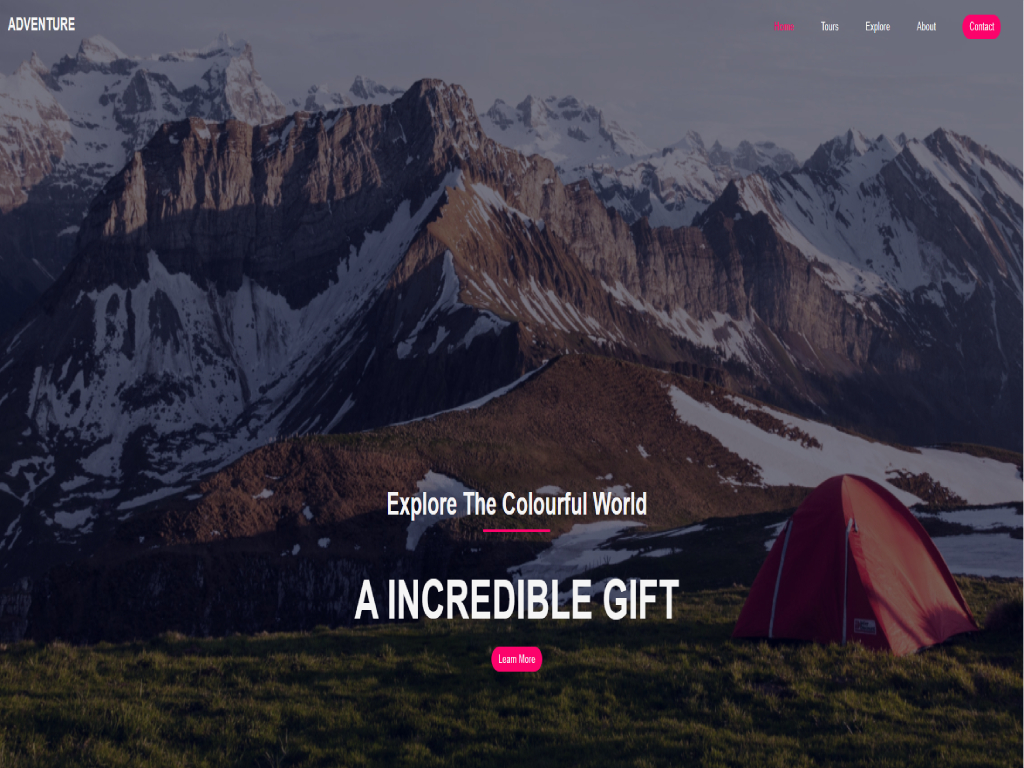 ADVENTURE
Home Tours Explore About Contact
Explore The Colourful World
A INCREDIBLE GIFT
Learn More